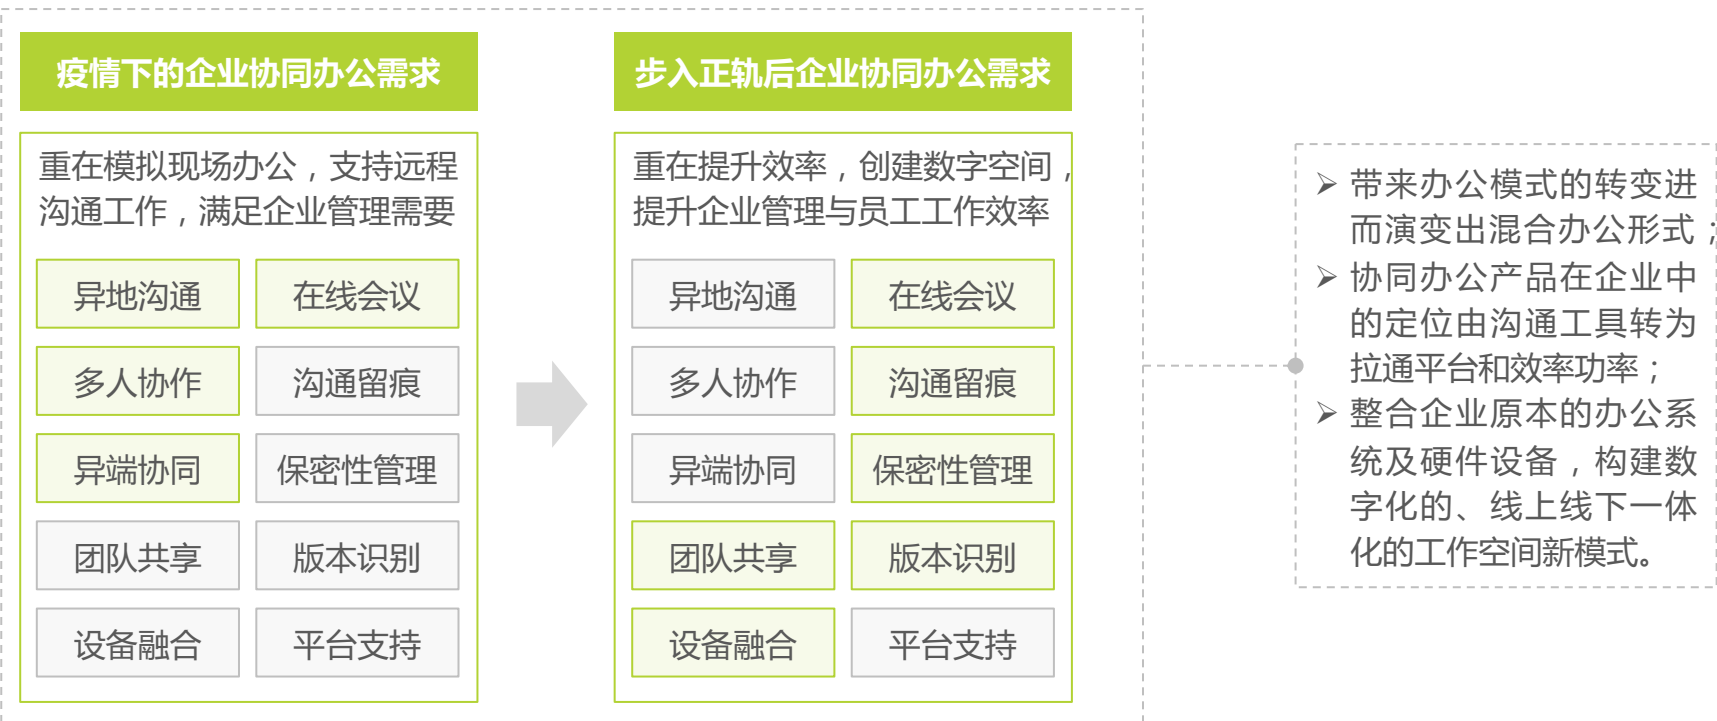 疫情下的企业协同办公需求
重在模拟现场办公，支持远程
沟通工作，满足企业管理需要
异地沟通
在线会议
多人协作
沟通留痕
异端协同
保密性管理
团队共享
版本识别
设备融合
平台支持
步入正轨后企业协同办公需求
重在提升效率，创建数字空间，
提升企业管理与员工工作效率
异地沟通
在线会议
多人协作
沟通留痕
异端协同
保密性管理
团队共享
版本识别
设备融合
平台支持
➢ 带来办公模式的转变进
而演变出混合办公形式；
➢ 协同办公产品在企业中
的定位由沟通工具转为
拉通平台和效率功率；
➢ 整合企业原本的办公系
统及硬件设备，构建数
字化的、线上线下一体
化的工作空间新模式。